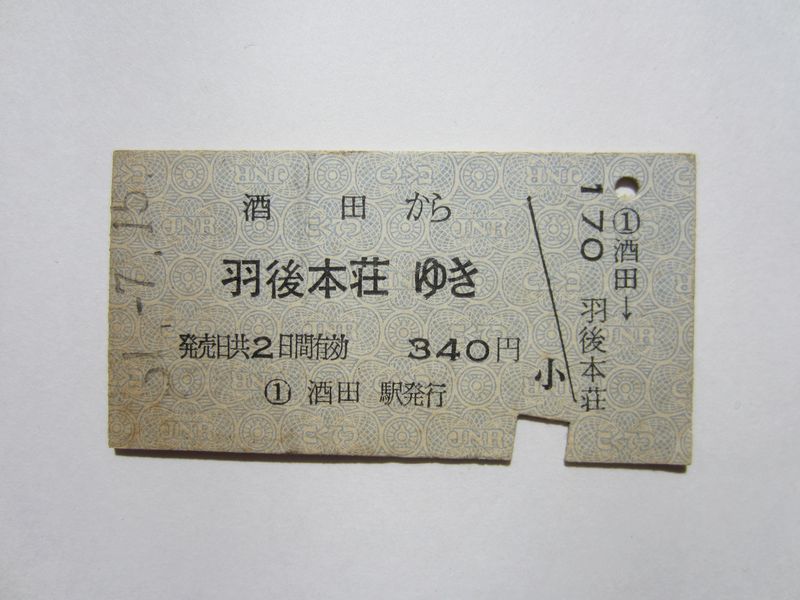 酒田から
羽後本荘ゆき
発売日共2日間有効 340円
① 酒田 駅発行
小
①酒田→
170 羽後本荘
51.-7.15.